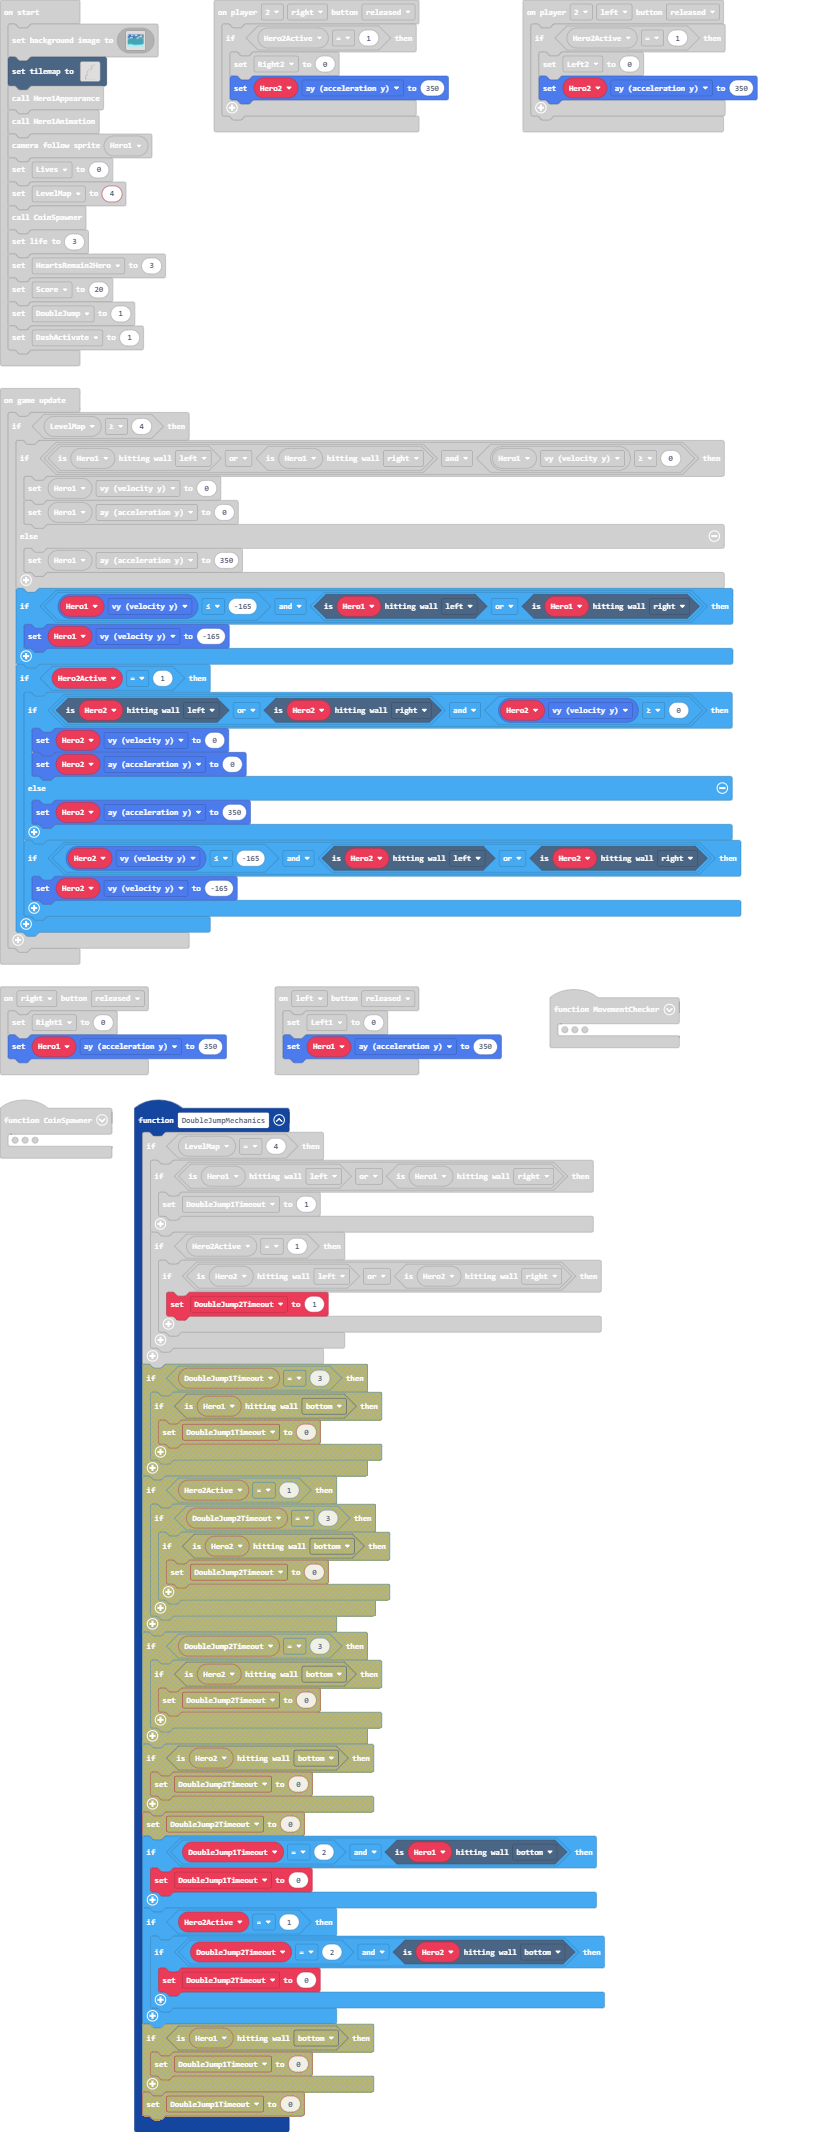 on start
set background image to
set tilemap to
call Hero1Appearance
call Hero1Animation
camera follow sprite Hero1
set Lives to 0
set LevelMap to 4
call CoinSpawner
set life to 3
set HeartsRemain2Hero to 3
set Score to 20
set DoubleJump to 1
set DashActivate to 1
on player 2 right button released
if Hero2Active = 1 then
set Right2 to 0
set Hero2 ay (acceleration y) to 350
on player 2 left button released
if Hero2Active = 1 then
set Left2 to 0
set Hero2 ay (acceleration y) to 350
on game update
if LevelMap ≥ 4 then
if is Hero1 hitting wall left or is Hero1 hitting wall right and Hero1 vy (velocity y) ≥ 0 then
set Hero1 vy (velocity y) to 0
set Hero1 ay (acceleration y) to 0
else
set Hero1 ay (acceleration y) to 350
if Hero1 vy (velocity y) ≤ -165 and is Hero1 hitting wall left or is Hero1 hitting wall right then
set Hero1 vy (velocity y) to -165
if Hero2Active = 1 then
if is Hero2 hitting wall left or is Hero2 hitting wall right and Hero2 vy (velocity y) ≥ 0 then
set Hero2 vy (velocity y) to 0
set Hero2 ay (acceleration y) to 0
else
set Hero2 ay (acceleration y) to 350
if Hero2 vy (velocity y) ≤ -165 and is Hero2 hitting wall left or is Hero2 hitting wall right then
set Hero2 vy (velocity y) to -165
on right button released
set Right1 to 0
set Hero1 ay (acceleration y) to 350
on left button released
set Left1 to 0
set Hero1 ay (acceleration y) to 350
function MovementChecker
function CoinSpawner
function DoubleJumpMechanics
if LevelMap = 4 then
if is Hero1 hitting wall left or is Hero1 hitting wall right then
set DoubleJump1Timeout to 1
if Hero2Active = 1 then
if is Hero2 hitting wall left or is Hero2 hitting wall right then
set DoubleJump2Timeout to 1
if DoubleJump1Timeout = 3 then
if is Hero1 hitting wall bottom then
set DoubleJump1Timeout to 0
if Hero2Active = 1 then
if DoubleJump2Timeout = 3 then
if is Hero2 hitting wall bottom then
set DoubleJump2Timeout to 0
if DoubleJump2Timeout = 3 then
if is Hero2 hitting wall bottom then
set DoubleJump2Timeout to 0
if is Hero2 hitting wall bottom then
set DoubleJump2Timeout to 0
set DoubleJump2Timeout to 0
if DoubleJump1Timeout = 2 and is Hero1 hitting wall bottom then
set DoubleJump1Timeout to 0
if Hero2Active = 1 then
if DoubleJump2Timeout = 2 and is Hero2 hitting wall bottom then
set DoubleJump2Timeout to 0
if is Hero1 hitting wall bottom then
set DoubleJump1Timeout to 0
set DoubleJump1Timeout to 0